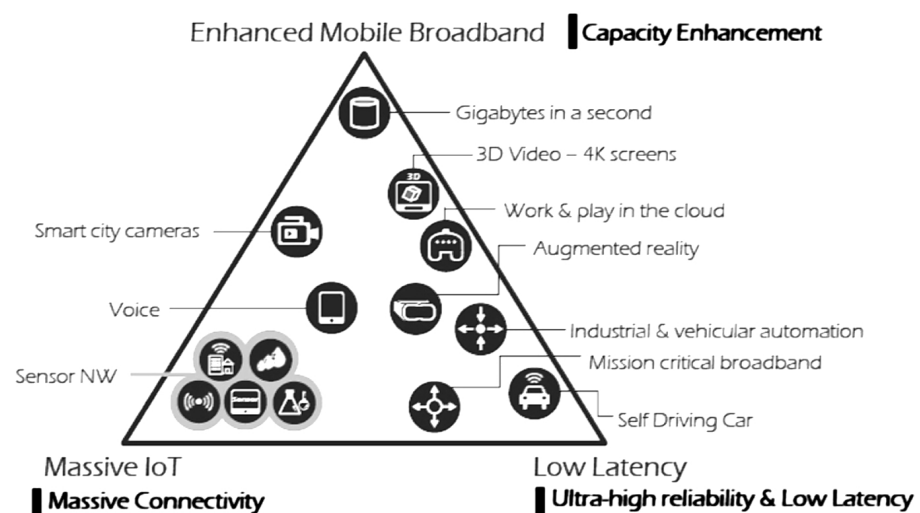 Enhanced Mobile Broadband
Capacity Enhancement
Gigabytes in a second
3D Video – 4K screens
3D
Work & play in the cloud
Smart city cameras
Augmented reality
Voice
Industrial & vehicular automation
Mission critical broadband
Sensor NW
Self Driving Car
Massive IoT
Low Latency
Massive Connectivity
Ultra-high reliability & Low Latency